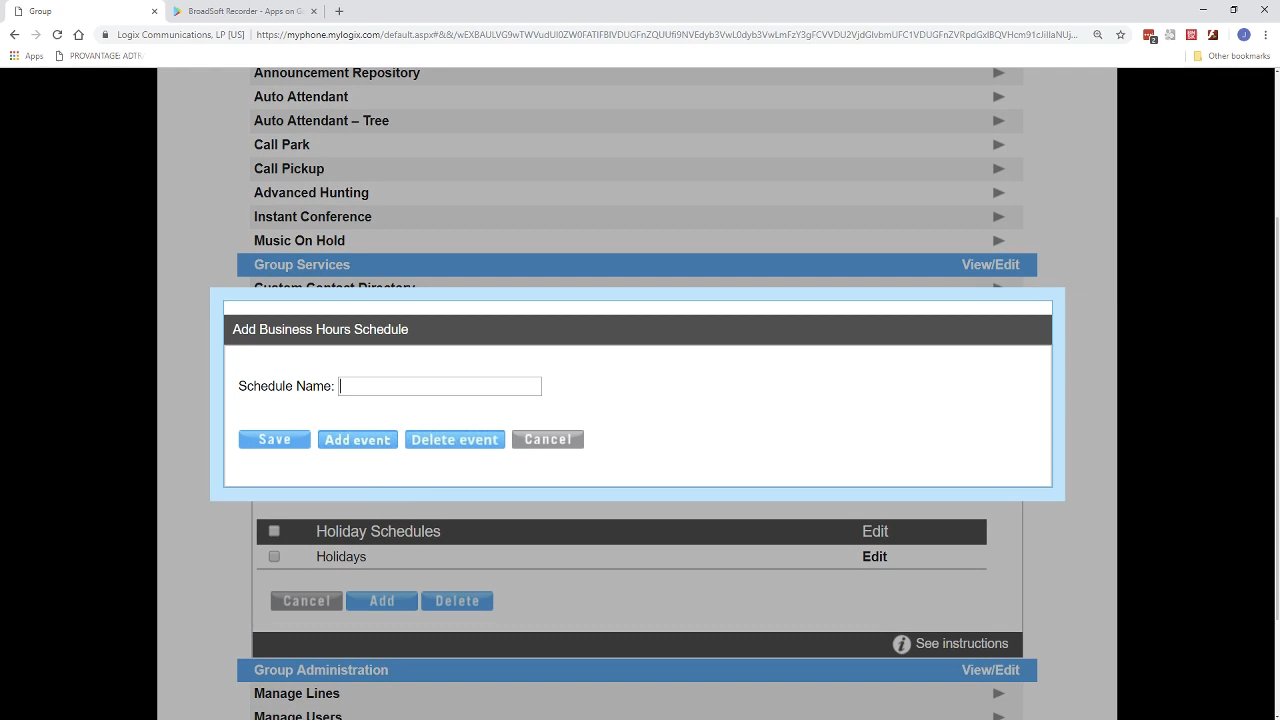 Group
BroadSoft Recorder - Apps on G
Logix Communications, LP [US]
Apps
PROVANTAGE: ADTR
Other bookmarks
Announcement Repository
Auto Attendant
Auto Attendant – Tree
Call Park
Call Pickup
Advanced Hunting
Instant Conference
Music On Hold
Group Services View/Edit
Custom Contact Directory
Add Business Hours Schedule
Schedule Name:
Save Add event Delete event Cancel
Holiday Schedules Edit
Holidays Edit
Cancel Add Delete
See instructions
Group Administration View/Edit
Manage Lines
Manage Users